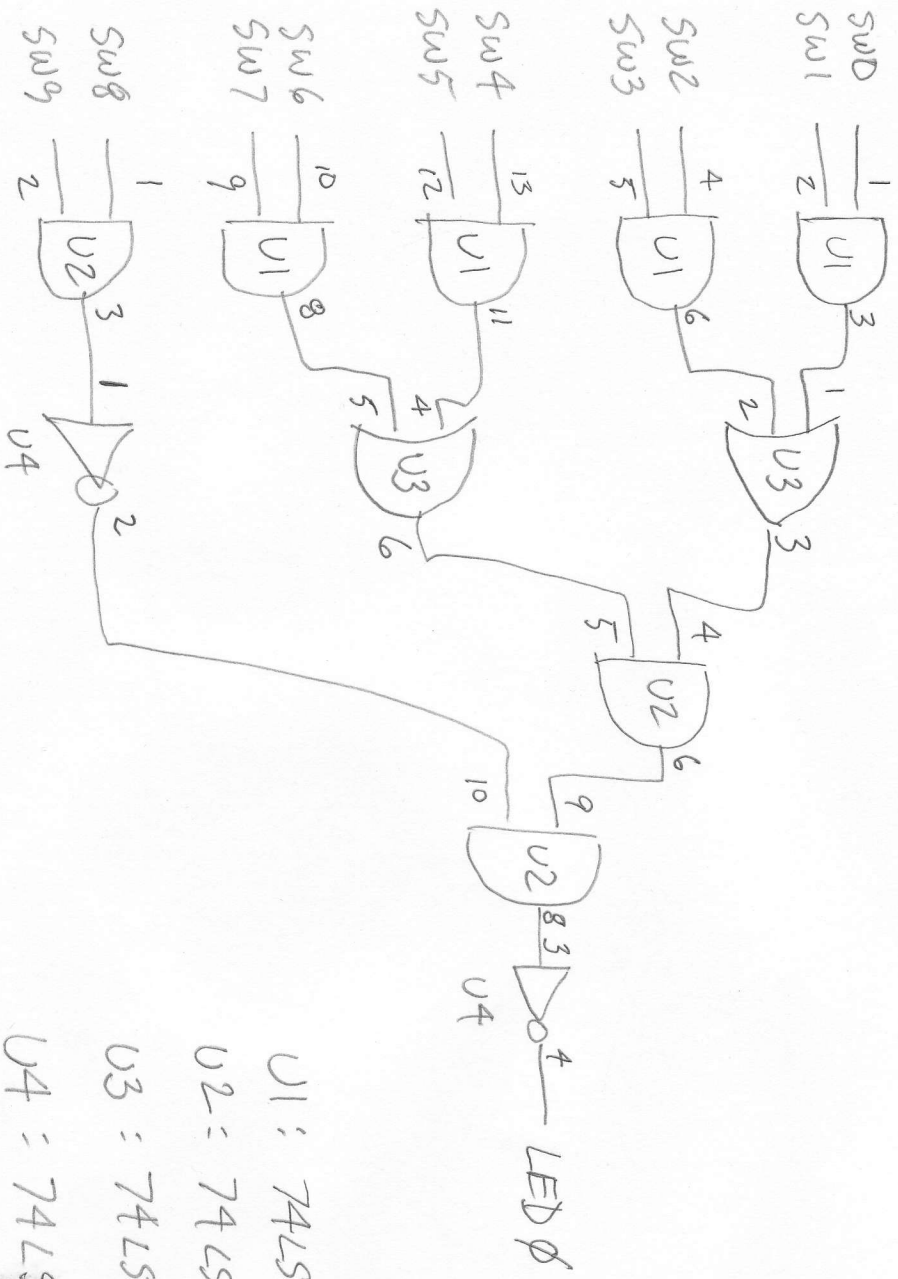 SW0 1
SW1 2 U1 3
1
2 U3 3
SW2 4
SW3 5 U1 6
4
5 U2 6
SW4 13
SW5 12 U1 11
4
5 U3 6
9
10 U2 8 3 4 LED0
U4
SW6 10
SW7 9 U1 8
SW8 1
SW9 2 U2 3 1 2
U4
U1: 74LS
U2: 74LS
U3: 74LS
U4: 74LS